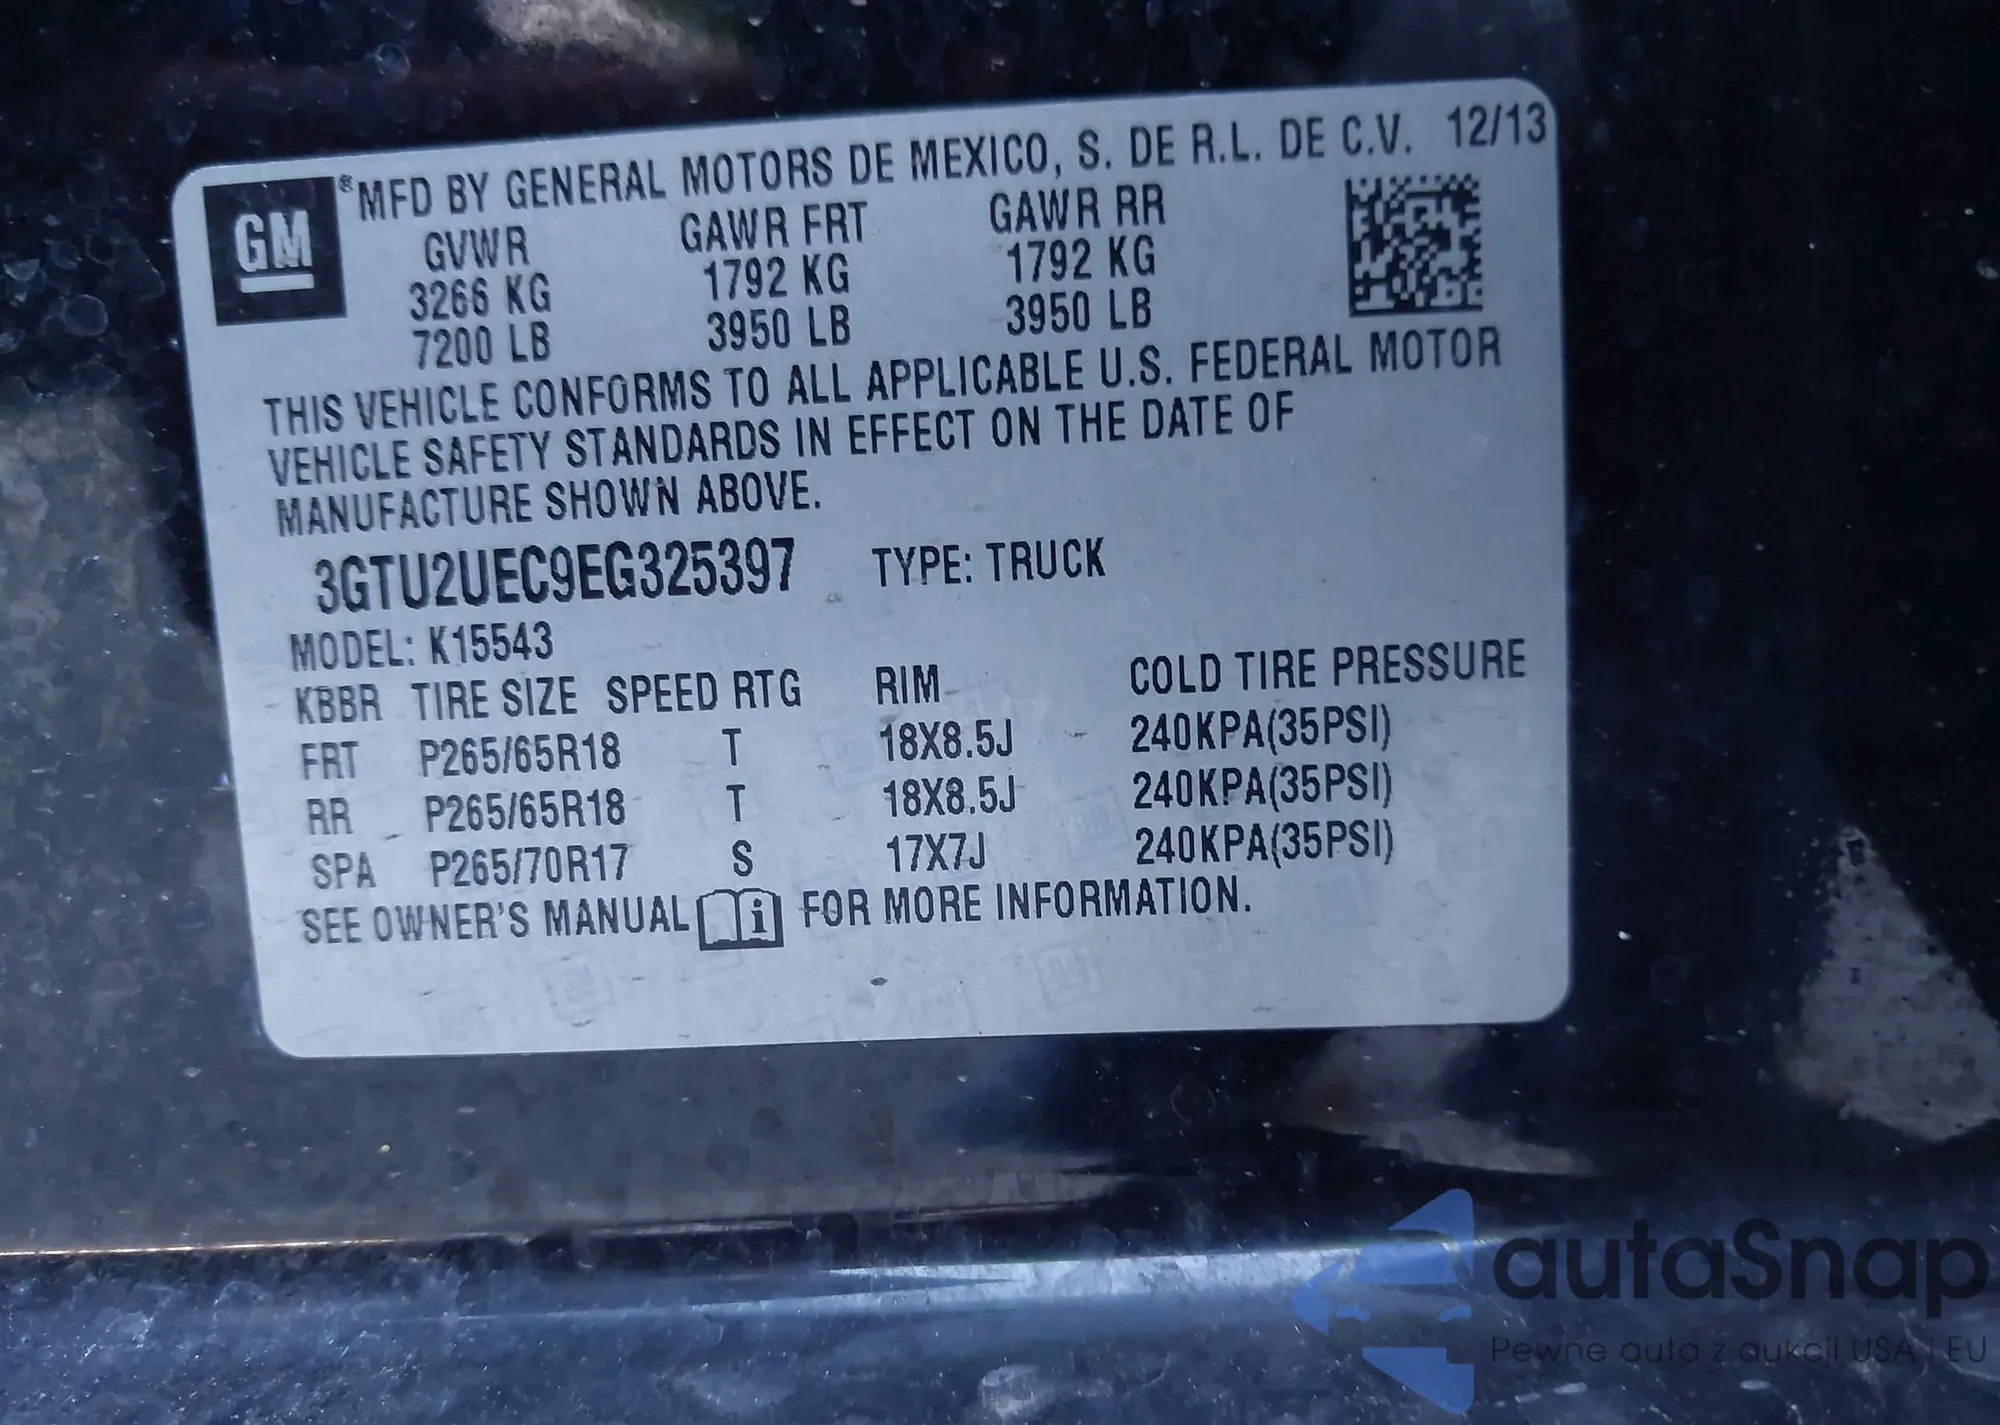 GM ® MFD BY GENERAL MOTORS DE MEXICO, S. DE R.L. DE C.V. 12/13
GVWR GAWR FRT GAWR RR
3266 KG 1792 KG 1792 KG
7200 LB 3950 LB 3950 LB
THIS VEHICLE CONFORMS TO ALL APPLICABLE U.S. FEDERAL MOTOR
VEHICLE SAFETY STANDARDS IN EFFECT ON THE DATE OF
MANUFACTURE SHOWN ABOVE.
3GTU2UEC9EG325397 TYPE: TRUCK
MODEL: K15543
KBBR TIRE SIZE SPEED RTG RIM COLD TIRE PRESSURE
FRT P265/65R18 T 18X8.5J 240KPA(35PSI)
RR P265/65R18 T 18X8.5J 240KPA(35PSI)
SPA P265/70R17 S 17X7J 240KPA(35PSI)
SEE OWNER'S MANUAL i FOR MORE INFORMATION.
autaSnap
Pewne auta z aukcji USA i EU